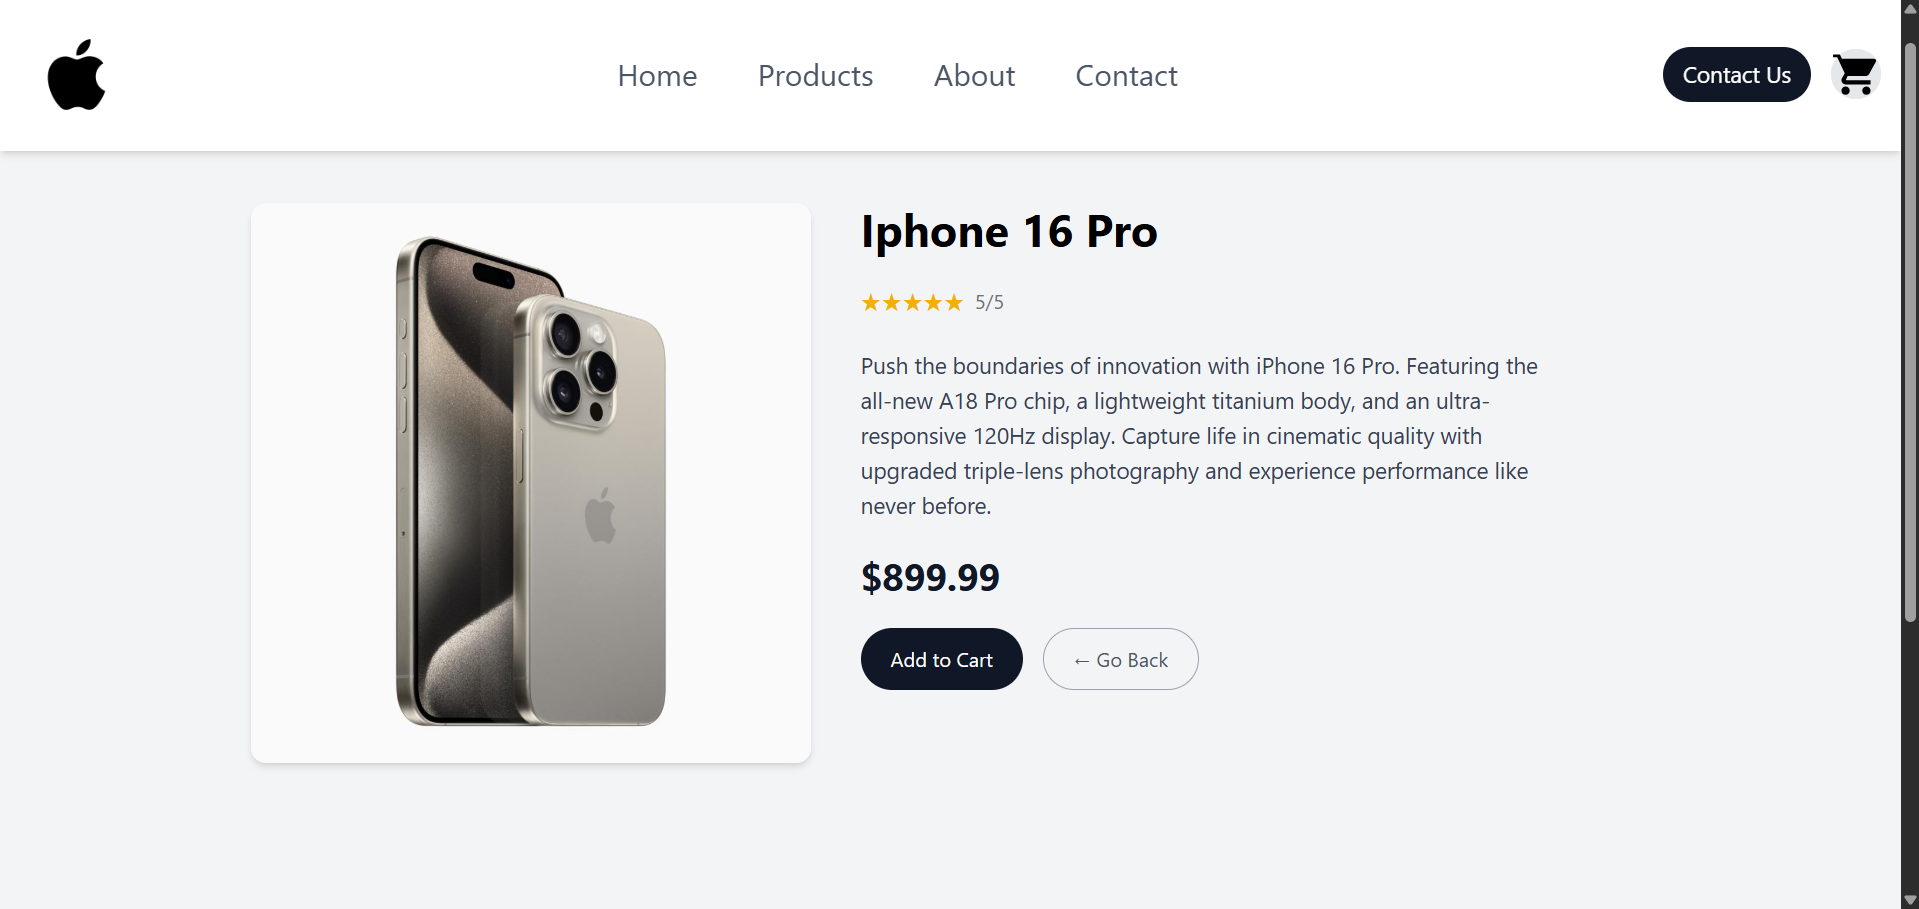 Home Products About Contact Contact Us
Iphone 16 Pro
★★★★★ 5/5
Push the boundaries of innovation with iPhone 16 Pro. Featuring the
all-new A18 Pro chip, a lightweight titanium body, and an ultra-
responsive 120Hz display. Capture life in cinematic quality with
upgraded triple-lens photography and experience performance like
never before.
$899.99
Add to Cart ← Go Back